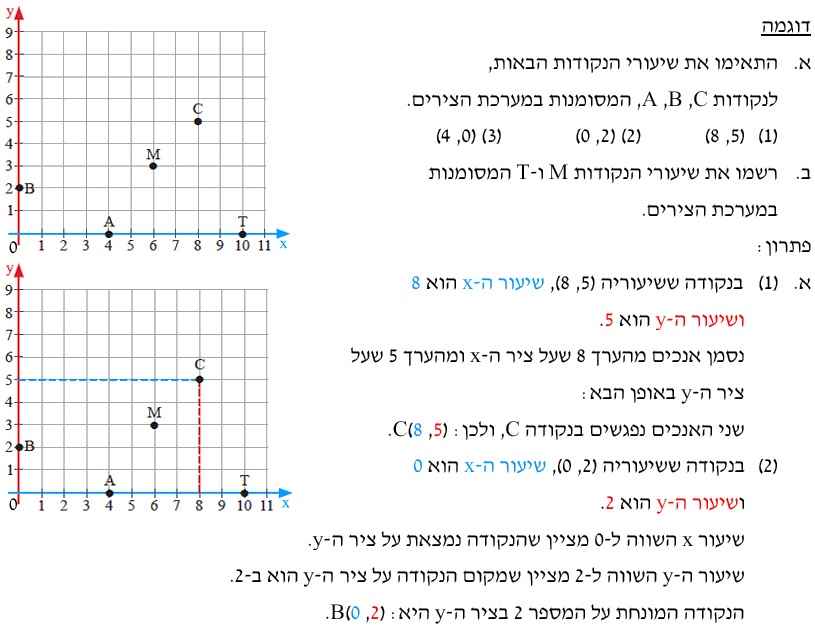 דוגמה
א. התאימו את שיעורי הנקודות הבאות,
לנקודות A, B, C, המסומנות במערכת הצירים.
(1) (8, 5) (2) (0, 2) (3) (4, 0)
ב. רשמו את שיעורי הנקודות M ו-T המסומנות
במערכת הצירים.
פתרון:
א. (1) בנקודה ששיעוריה (8, 5), שיעור ה-x הוא 8
ושיעור ה-y הוא 5.
נסמן אנכים מהערך 8 שעל ציר ה-x ומהערך 5 שעל
ציר ה-y באופן הבא:
שני האנכים נפגשים בנקודה C, ולכן: C(8, 5).
(2) בנקודה ששיעוריה (0, 2), שיעור ה-x הוא 0
ושיעור ה-y הוא 2.
שיעור x השווה ל-0 מציין שהנקודה נמצאת על ציר ה-y.
שיעור ה-y השווה ל-2 מציין שמקום הנקודה על ציר ה-y הוא ב-2.
הנקודה המונחת על המספר 2 בציר ה-y היא: B(0, 2).
y
9
8
7
6
C
5
4
M
3
2 B
1
A T
0 1 2 3 4 5 6 7 8 9 10 11 x
y
9
8
7
6
C
5
4
M
3
2 B
1
A T
0 1 2 3 4 5 6 7 8 9 10 11 x